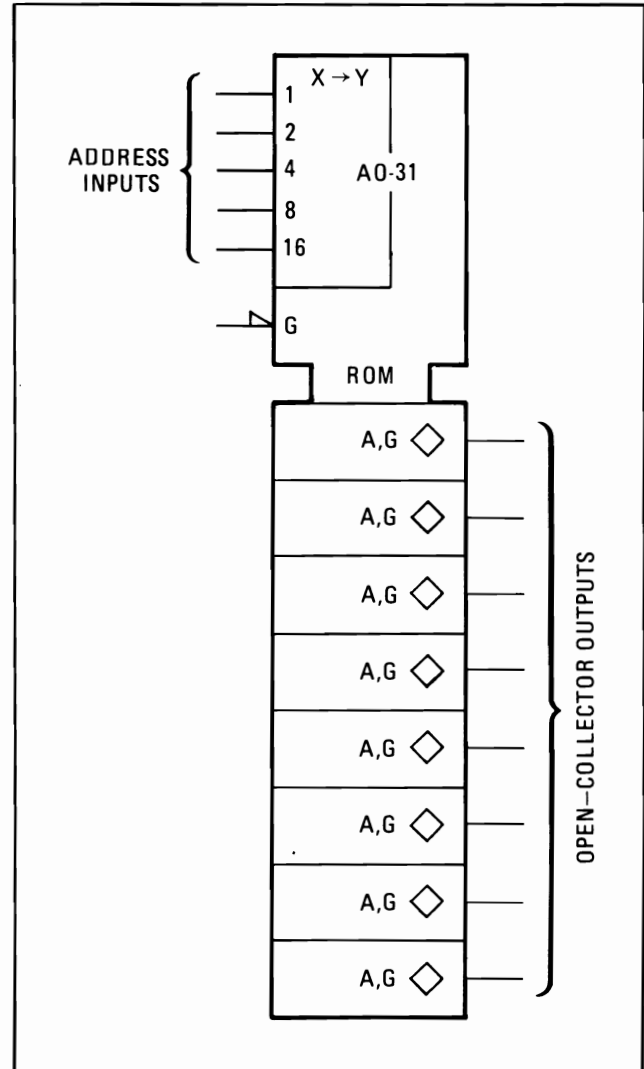 X→Y
1
2
4
8
16
ADDRESS
INPUTS
A0-31
G
ROM
A,G
A,G
A,G
A,G
A,G
A,G
A,G
A,G
OPEN–COLLECTOR OUTPUTS